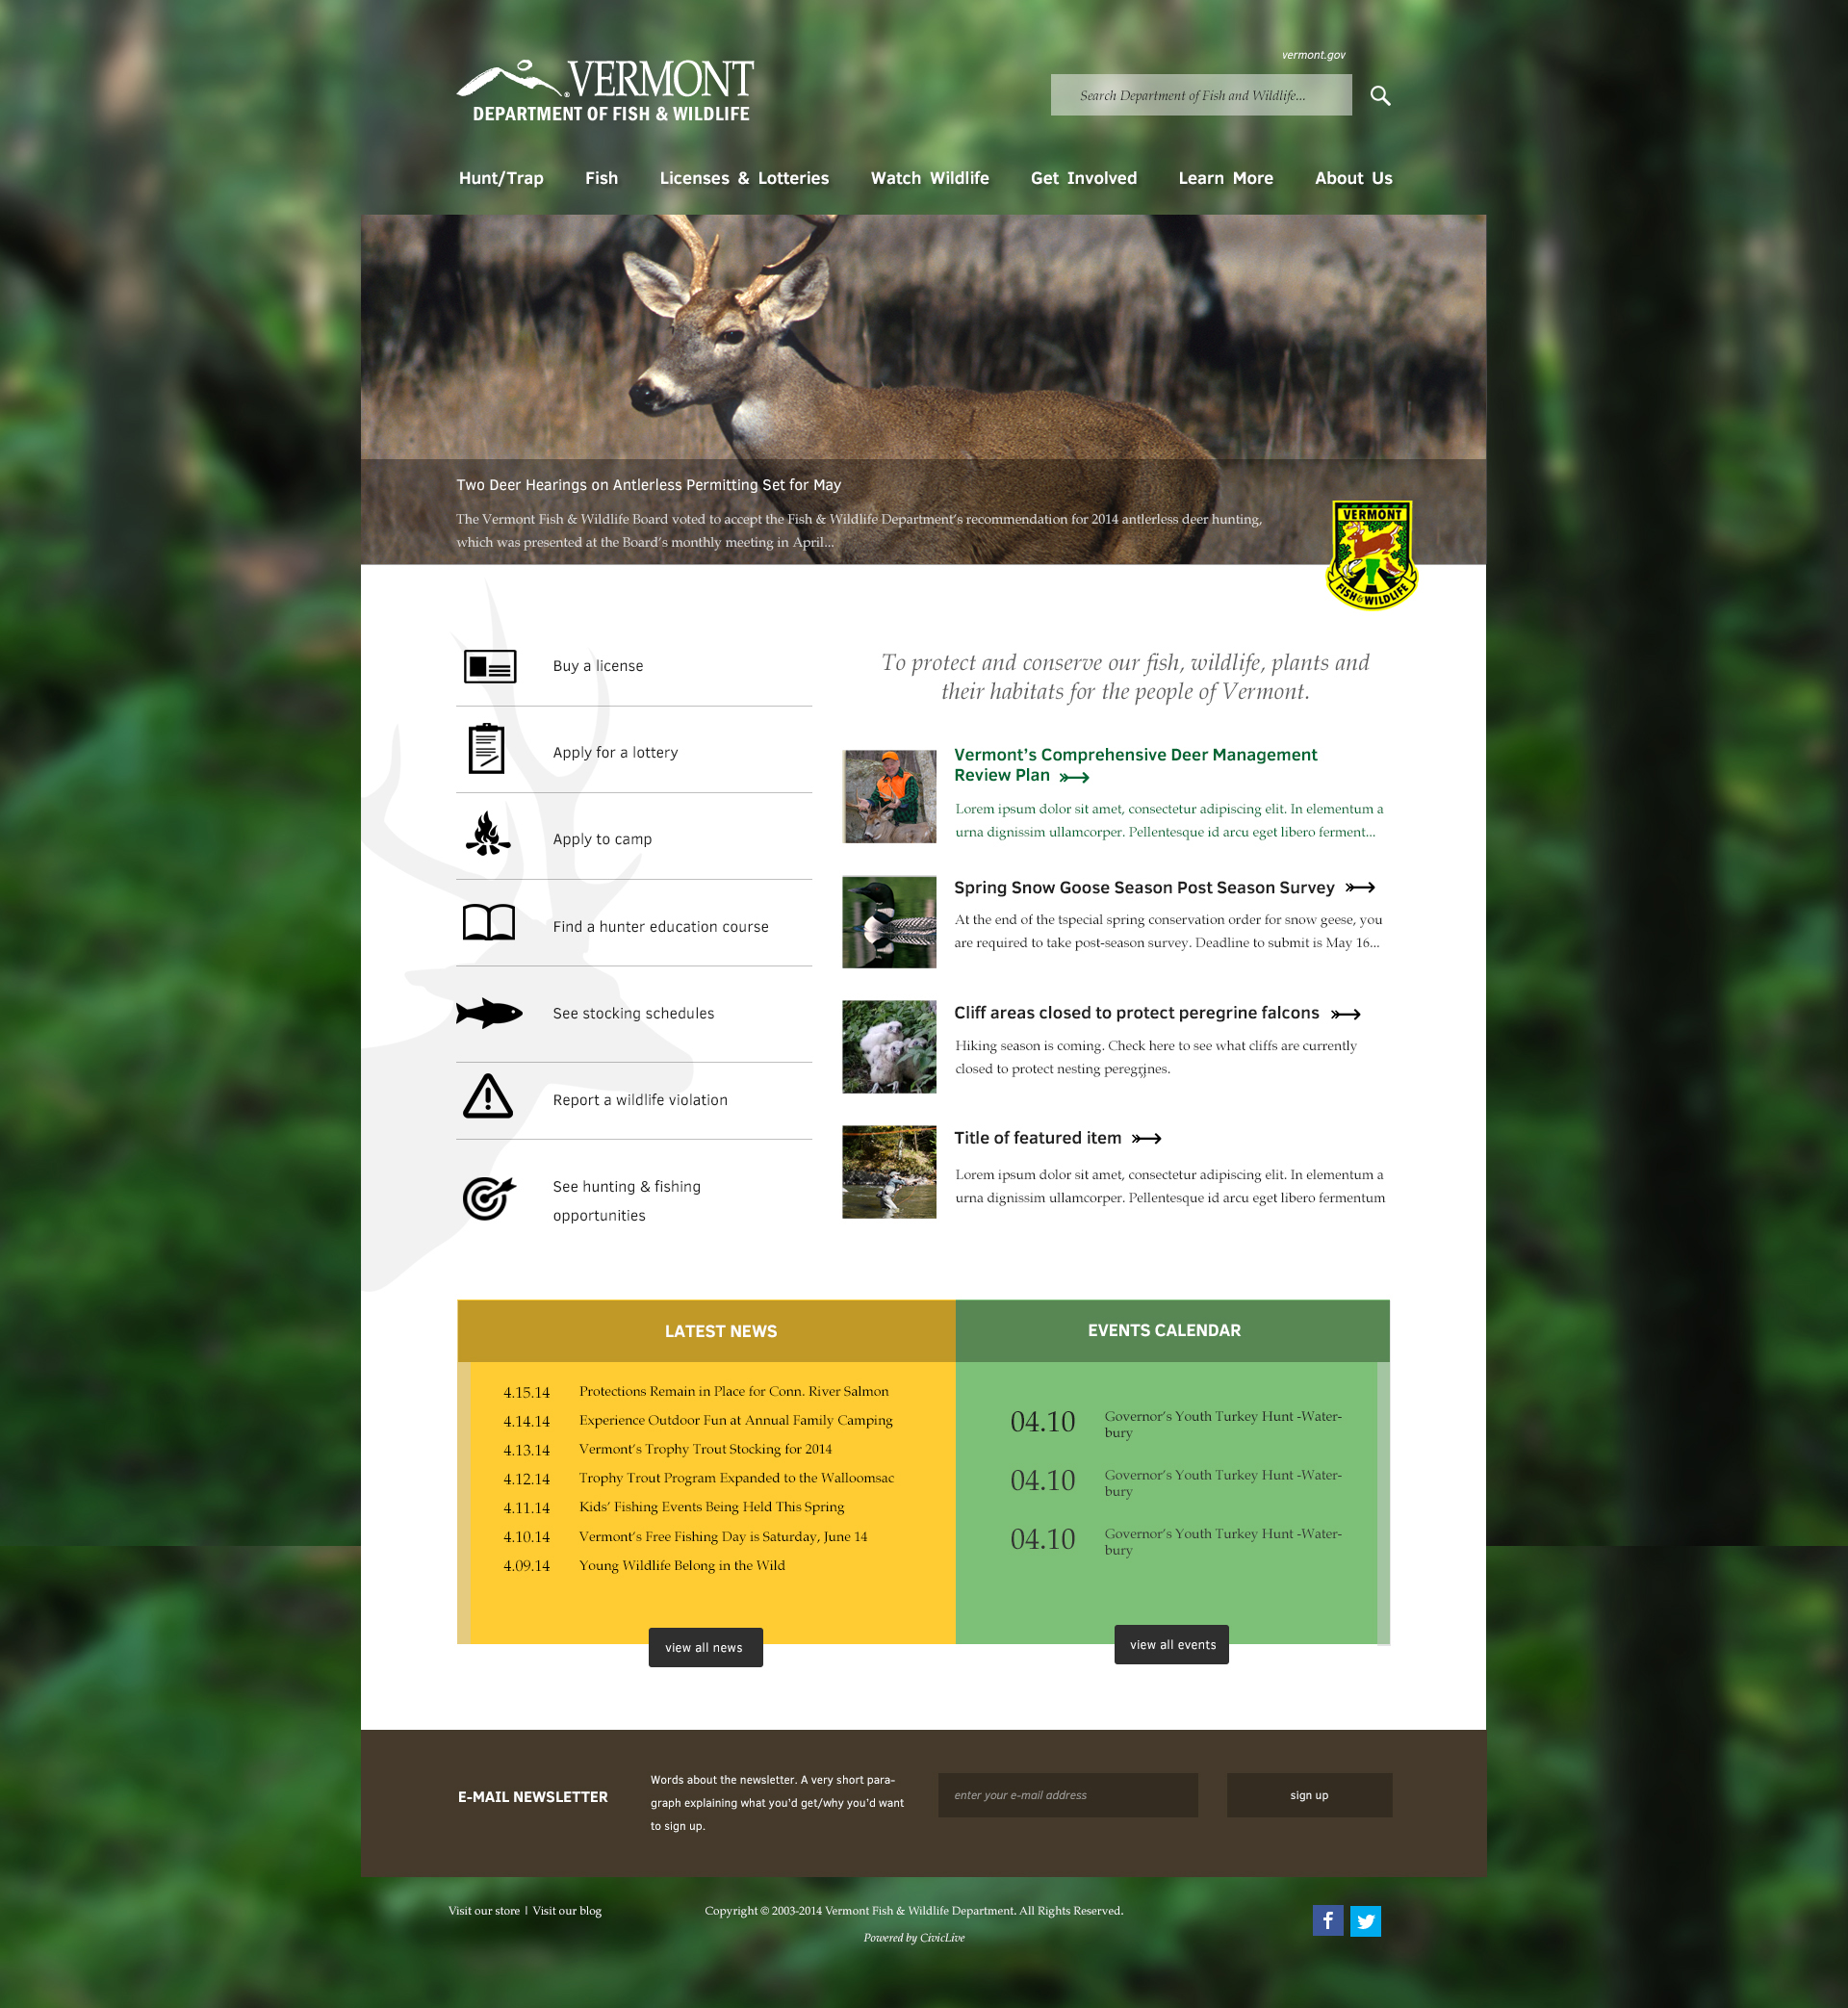 vermont.gov
VERMONT
DEPARTMENT OF FISH & WILDLIFE
Search Department of Fish and Wildlife...
Hunt/Trap Fish Licenses & Lotteries Watch Wildlife Get Involved Learn More About Us
Two Deer Hearings on Antlerless Permitting Set for May
The Vermont Fish & Wildlife Board voted to accept the Fish & Wildlife Department's recommendation for 2014 antlerless deer hunting,
which was presented at the Board's monthly meeting in April...
VERMONT
FISH & WILDLIFE
Buy a license
Apply for a lottery
Apply to camp
Find a hunter education course
See stocking schedules
Report a wildlife violation
See hunting & fishing
opportunities
To protect and conserve our fish, wildlife, plants and
their habitats for the people of Vermont.
Vermont's Comprehensive Deer Management
Review Plan
Lorem ipsum dolor sit amet, consectetur adipiscing elit. In elementum a
urna dignissim ullamcorper. Pellentesque id arcu eget libero ferment...
Spring Snow Goose Season Post Season Survey
At the end of the tspecial spring conservation order for snow geese, you
are required to take post-season survey. Deadline to submit is May 16...
Cliff areas closed to protect peregrine falcons
Hiking season is coming. Check here to see what cliffs are currently
closed to protect nesting peregrines.
Title of featured item
Lorem ipsum dolor sit amet, consectetur adipiscing elit. In elementum a
urna dignissim ullamcorper. Pellentesque id arcu eget libero fermentum
LATEST NEWS
4.15.14 Protections Remain in Place for Conn. River Salmon
4.14.14 Experience Outdoor Fun at Annual Family Camping
4.13.14 Vermont's Trophy Trout Stocking for 2014
4.12.14 Trophy Trout Program Expanded to the Walloomsac
4.11.14 Kids' Fishing Events Being Held This Spring
4.10.14 Vermont's Free Fishing Day is Saturday, June 14
4.09.14 Young Wildlife Belong in the Wild
view all news
EVENTS CALENDAR
04.10 Governor's Youth Turkey Hunt -Water-
bury
04.10 Governor's Youth Turkey Hunt -Water-
bury
04.10 Governor's Youth Turkey Hunt -Water-
bury
view all events
E-MAIL NEWSLETTER
Words about the newsletter. A very short para-
graph explaining what you'd get/why you'd want
to sign up.
enter your e-mail address
sign up
Visit our store | Visit our blog
Copyright © 2003-2014 Vermont Fish & Wildlife Department. All Rights Reserved.
Powered by CivicLive